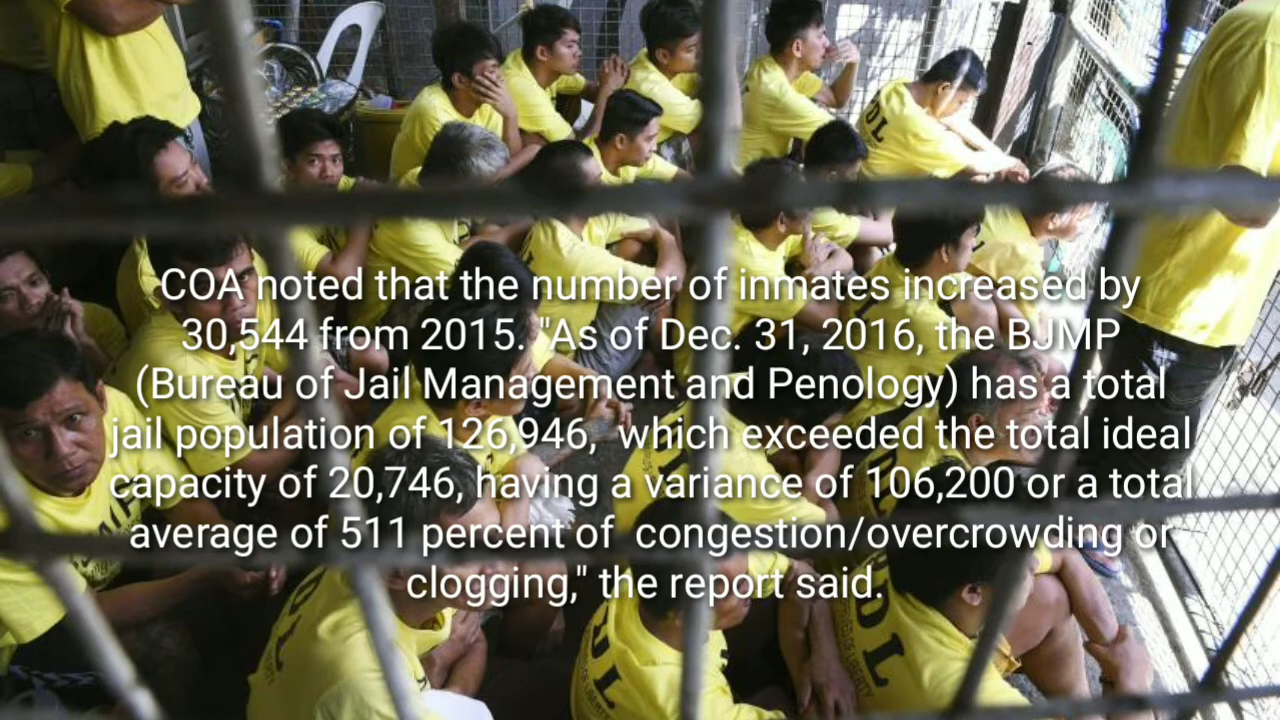 COA noted that the number of inmates increased by
30,544 from 2015. "As of Dec. 31, 2016, the BJMP
(Bureau of Jail Management and Penology) has a total
jail population of 126,946,  which exceeded the total ideal
capacity of 20,746, having a variance of 106,200 or a total
average of 511 percent of  congestion/overcrowding or
clogging," the report said.
DL
DL
DL